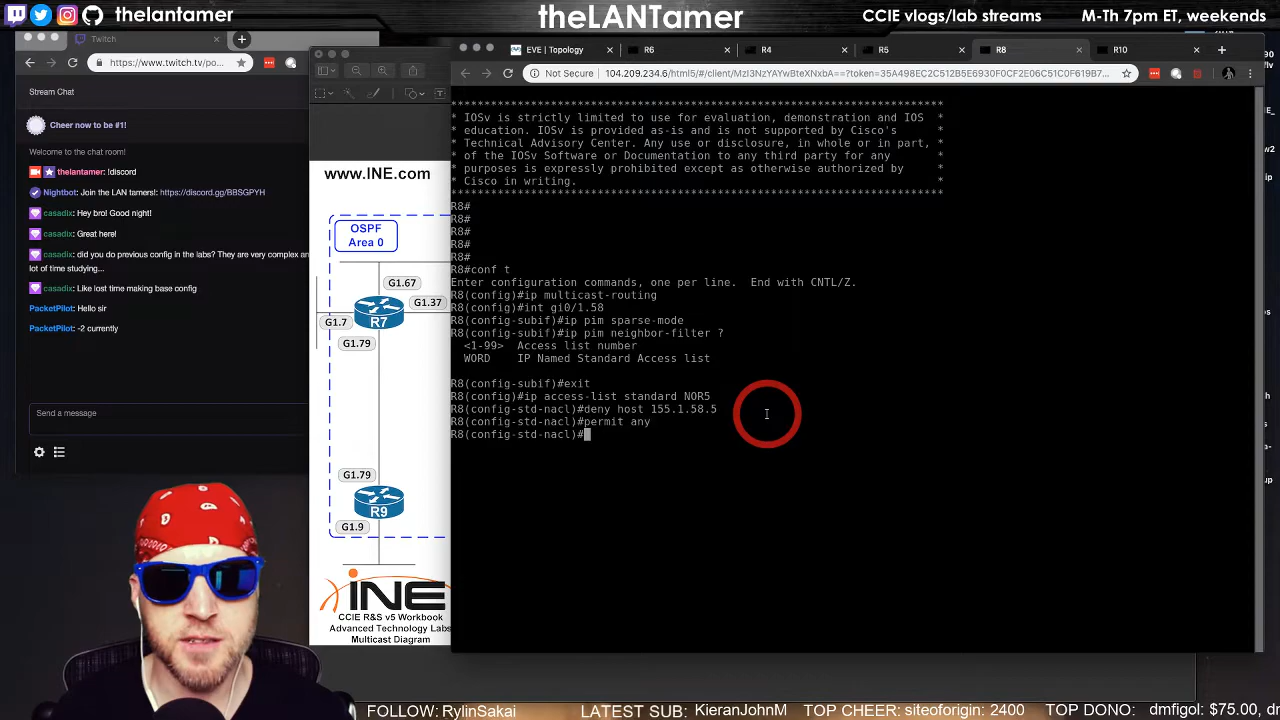 thelantamer
theLANTamer
CCIE vlogs/lab streams
M-Th 7pm ET, weekends
Twitch
https://www.twitch.tv/po...
Stream Chat
Cheer now to be #1!
Welcome to the chat room!
thelantamer: !discord
Nightbot: Join the LAN tamers! https://discord.gg/BBSGPYH
casadix: Hey bro! Good night!
casadix: Great here!
casadix: did you do previous config in the labs? They are very complex an
lot of time studying...
casadix: Like lost time making base config
PacketPilot: Hello sir
PacketPilot: -2 currently
Send a message
www.INE.com
OSPF
Area 0
G1.67
G1.37
G1.7
R7
G1.79
G1.79
R9
G1.9
INE
CCIE R&S v5 Workbook
Advanced Technology Labs
Multicast Diagram
EVE | Topology
R6
R4
R5
R8
R10
Not Secure
*****************************************************************************
* IOSv is strictly limited to use for evaluation, demonstration and IOS *
* education. IOSv is provided as-is and is not supported by Cisco's *
* Technical Advisory Center. Any use or disclosure, in whole or in part, *
* of the IOSv Software or Documentation to any third party for any *
* purposes is expressly prohibited except as otherwise authorized by *
* Cisco in writing. *
*****************************************************************************
R8#
R8#
R8#
R8#
R8#
R8#conf t
Enter configuration commands, one per line. End with CNTL/Z.
R8(config)#ip multicast-routing
R8(config)#int gi0/1.58
R8(config-subif)#ip pim sparse-mode
R8(config-subif)#ip pim neighbor-filter ?
<1-99> Access list number
WORD IP Named Standard Access list
R8(config-subif)#exit
R8(config)#ip access-list standard NOR5
R8(config-std-nacl)#deny host 155.1.58.5
R8(config-std-nacl)#permit any
R8(config-std-nacl)#
FOLLOW: RylinSakai
LATEST SUB: KieranJohnM
TOP CHEER: siteoforigin: 2400
TOP DONO: dmfigol: $75.00, dm